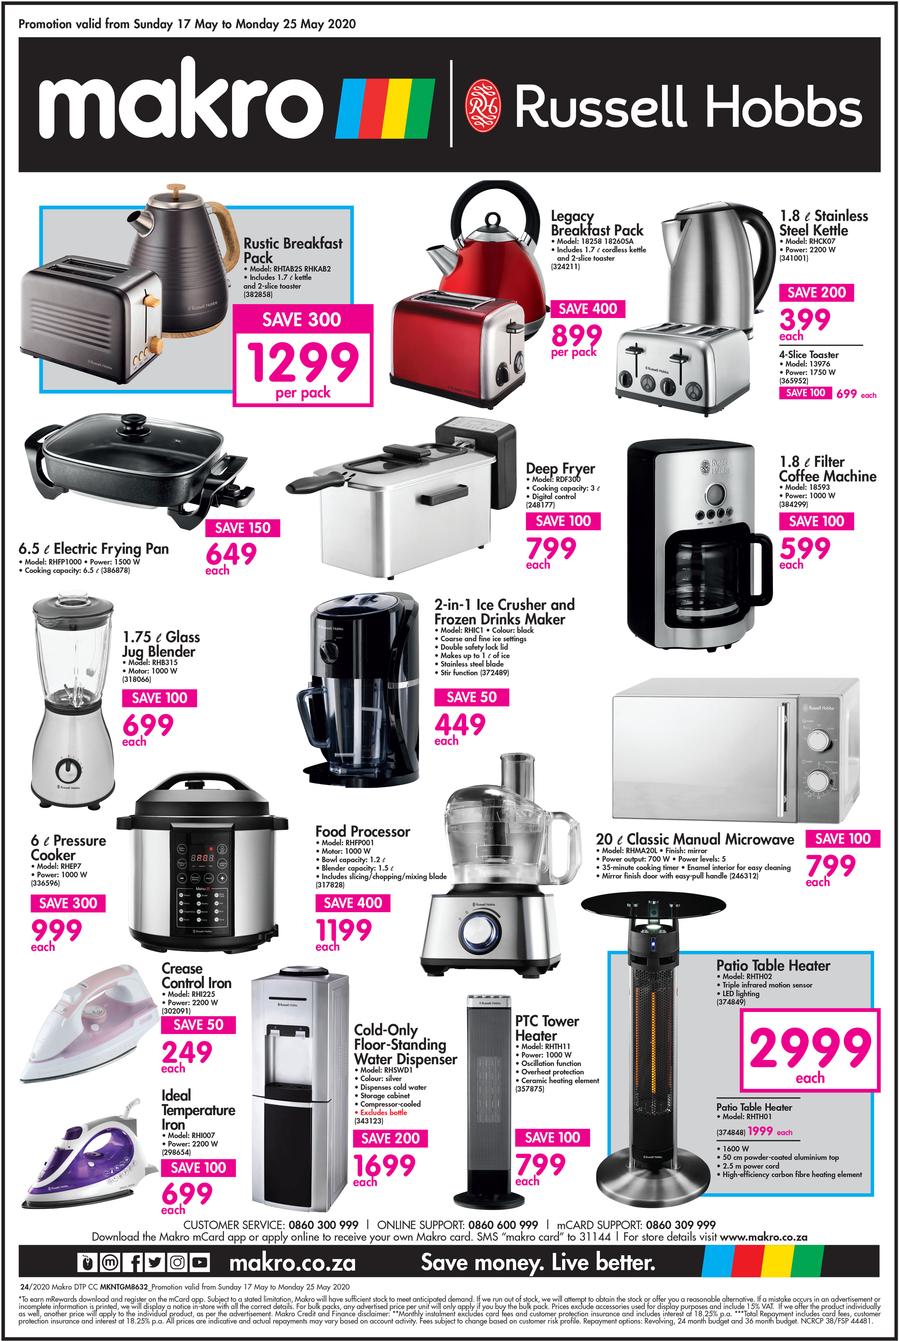 Promotion valid from Sunday 17 May to Monday 25 May 2020
makro
Russell Hobbs
Rustic Breakfast
Pack
• Model: RHTAB2S RHKAB2
• Includes 1.7 ℓ kettle
and 2-slice toaster
(382858)
SAVE 300
1299
per pack
Legacy
Breakfast Pack
• Model: 18258 18260SA
• Includes 1.7 ℓ cordless kettle
and 2-slice toaster
(324211)
SAVE 400
899
per pack
1.8 ℓ Stainless
Steel Kettle
• Model: RHCK07
• Power: 2200 W
(341001)
SAVE 200
399
each
4-Slice Toaster
• Model: 13976
• Power: 1750 W
(365952)
SAVE 100 699 each
6.5 ℓ Electric Frying Pan
• Model: RHFP1000 • Power: 1500 W
• Cooking capacity: 6.5 ℓ (386878)
SAVE 150
649
each
Deep Fryer
• Model: RDF300
• Cooking capacity: 3 ℓ
• Digital control
(248177)
SAVE 100
799
each
1.8 ℓ Filter
Coffee Machine
• Model: 18593
• Power: 1000 W
(384299)
SAVE 100
599
each
1.75 ℓ Glass
Jug Blender
• Model: RHB315
• Motor: 1000 W
(318066)
SAVE 100
699
each
2-in-1 Ice Crusher and
Frozen Drinks Maker
• Model: RHIC1 • Colour: black
• Coarse and fine ice settings
• Double safety lock lid
• Makes up to 1 ℓ of ice
• Stainless steel blade
• Stir function (372489)
SAVE 50
449
each
6 ℓ Pressure
Cooker
• Model: RHEP7
• Power: 1000 W
(336596)
SAVE 300
999
each
Food Processor
• Model: RHFP001
• Motor: 1000 W
• Bowl capacity: 1.2 ℓ
• Blender capacity: 1.5 ℓ
• Includes slicing/chopping/mixing blade
(317828)
SAVE 400
1199
each
20 ℓ Classic Manual Microwave
• Model: RHMA20L • Finish: mirror
• Power output: 700 W • Power levels: 5
• 35-minute cooking timer • Enamel interior for easy cleaning
• Mirror finish door with easy-pull handle (246312)
SAVE 100
799
each
Crease
Control Iron
• Model: RHI225
• Power: 2200 W
(302091)
SAVE 50
249
each
Ideal
Temperature
Iron
• Model: RHI007
• Power: 2200 W
(298654)
SAVE 100
699
each
Cold-Only
Floor-Standing
Water Dispenser
• Model: RHSWD1
• Colour: silver
• Dispenses cold water
• Storage cabinet
• Compressor-cooled
• Excludes bottle
(343123)
SAVE 200
1699
each
PTC Tower
Heater
• Model: RHTH11
• Power: 1000 W
• Oscillation function
• Overheat protection
• Ceramic heating element
(357875)
SAVE 100
799
each
Patio Table Heater
• Model: RHTH02
• Triple infrared motion sensor
• LED lighting
(374849)
2999
each
Patio Table Heater
• Model: RHTH01
(374848) 1999 each
• 1600 W
• 50 cm powder-coated aluminium top
• 2.5 m power cord
• High-efficiency carbon fibre heating element
CUSTOMER SERVICE: 0860 300 999 | ONLINE SUPPORT: 0860 600 999 | mCARD SUPPORT: 0860 309 999
Download the Makro mCard app or apply online to receive your own Makro card. SMS "makro card" to 31144 | For store details visit www.makro.co.za
makro.co.za
Save money. Live better.
24/2020 Makro DTP CC MKNTGM8632_Promotion valid from Sunday 17 May to Monday 25 May 2020
*To earn mRewards download and register on the mCard app. Subject to a stated limitation, Makro will have sufficient stock to meet anticipated demand. If we run out of stock, we will attempt to obtain the stock or offer you a reasonable alternative. If a mistake occurs in an advertisement or
incomplete information is printed, we will display a notice in-store with all the correct details. For bulk packs, any advertised price per unit will only apply if you buy the bulk pack. Prices exclude accessories used for display purposes and include 15% VAT. If we offer the product individually
as well, another price will apply to the individual product, as per the advertisement. Makro Credit and Finance disclaimer: **Monthly instalment excludes card fees and customer protection insurance and includes interest at 18,25% p.a. ***Total Repayment includes card fees, customer
protection insurance and interest at 18.25% p.a. All prices are indicative and actual repayments may vary based on account activity. Fees subject to change based on customer risk profile. Repayment options: Revolving, 24 month budget and 36 month budget. NCRCP 38/FSP 44481.